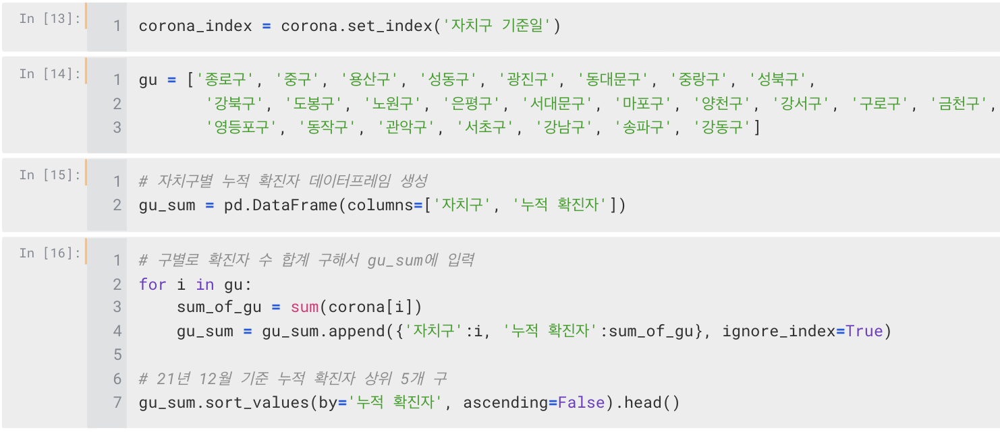 In [13]:
1 corona_index = corona.set_index('자치구 기준일')
In [14]:
1 gu = ['종로구', '중구', '용산구', '성동구', '광진구', '동대문구', '중랑구', '성북구',
2 '강북구', '도봉구', '노원구', '은평구', '서대문구', '마포구', '양천구', '강서구', '구로구', '금천구',
3 '영등포구', '동작구', '관악구', '서초구', '강남구', '송파구', '강동구']
In [15]:
1 # 자치구별 누적 확진자 데이터프레임 생성
2 gu_sum = pd.DataFrame(columns=['자치구', '누적 확진자'])
In [16]:
1 # 구별로 확진자 수 합계 구해서 gu_sum에 입력
2 for i in gu:
3 sum_of_gu = sum(corona[i])
4 gu_sum = gu_sum.append({'자치구':i, '누적 확진자':sum_of_gu}, ignore_index=True)
5
6 # 21년 12월 기준 누적 확진자 상위 5개 구
7 gu_sum.sort_values(by='누적 확진자', ascending=False).head()